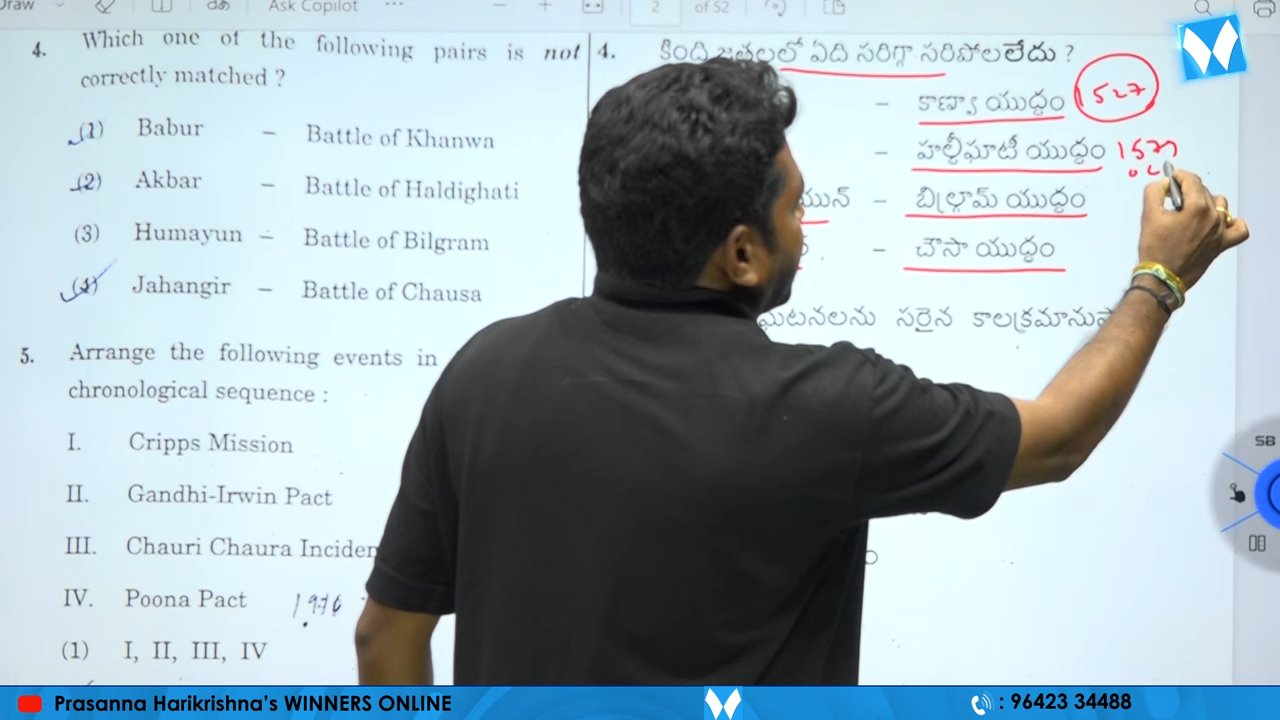 Draw
Ask Copilot
2 of 52
4. Which one of the following pairs is not correctly matched ?
(1) Babur – Battle of Khanwa
(2) Akbar – Battle of Haldighati
(3) Humayun – Battle of Bilgram
(4) Jahangir – Battle of Chausa
5. Arrange the following events in
chronological sequence :
I. Cripps Mission
II. Gandhi-Irwin Pact
III. Chauri Chaura Inciden
IV. Poona Pact
(1) I, II, III, IV
4. కింది జతలలో ఏది సరిగ్గా సరిపోలలేదు ?
– కాణ్వా యుద్ధం 1527
– హల్దీఘాటీ యుద్ధం
యున్ – బిల్గ్రామ్ యుద్ధం
– చౌసా యుద్ధం
ఘటనలను సరైన
58
Prasanna Harikrishna's WINNERS ONLINE
: 96423 34488